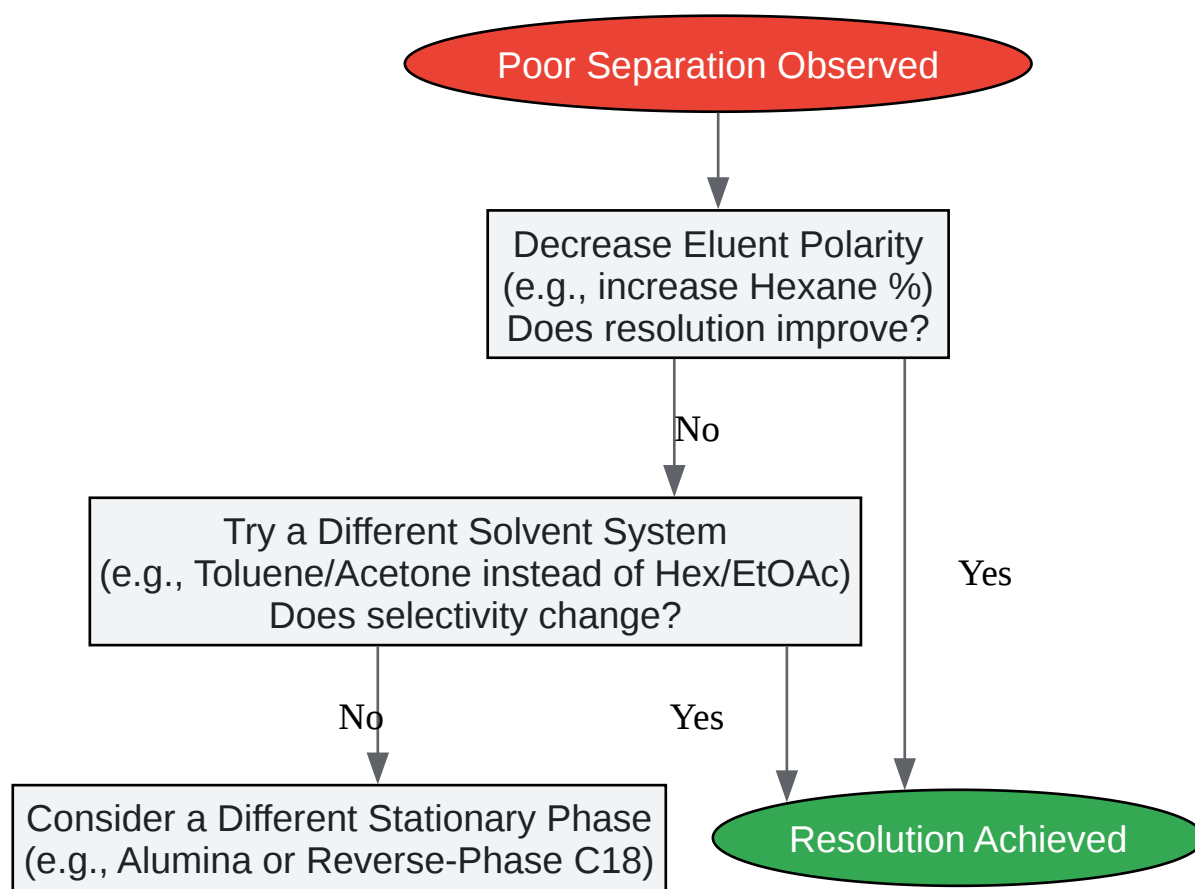 Poor Separation Observed
Decrease Eluent Polarity
(e.g., increase Hexane %)
Does resolution improve?
No
Yes
Try a Different Solvent System
(e.g., Toluene/Acetone instead of Hex/EtOAc)
Does selectivity change?
No
Yes
Consider a Different Stationary Phase
(e.g., Alumina or Reverse-Phase C18)
Resolution Achieved